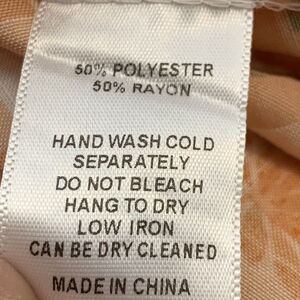 50% POLYESTER
50% RAYON
HAND WASH COLD
SEPARATELY
DO NOT BLEACH
HANG TO DRY
LOW IRON
CAN BE DRY CLEANED
MADE IN CHINA